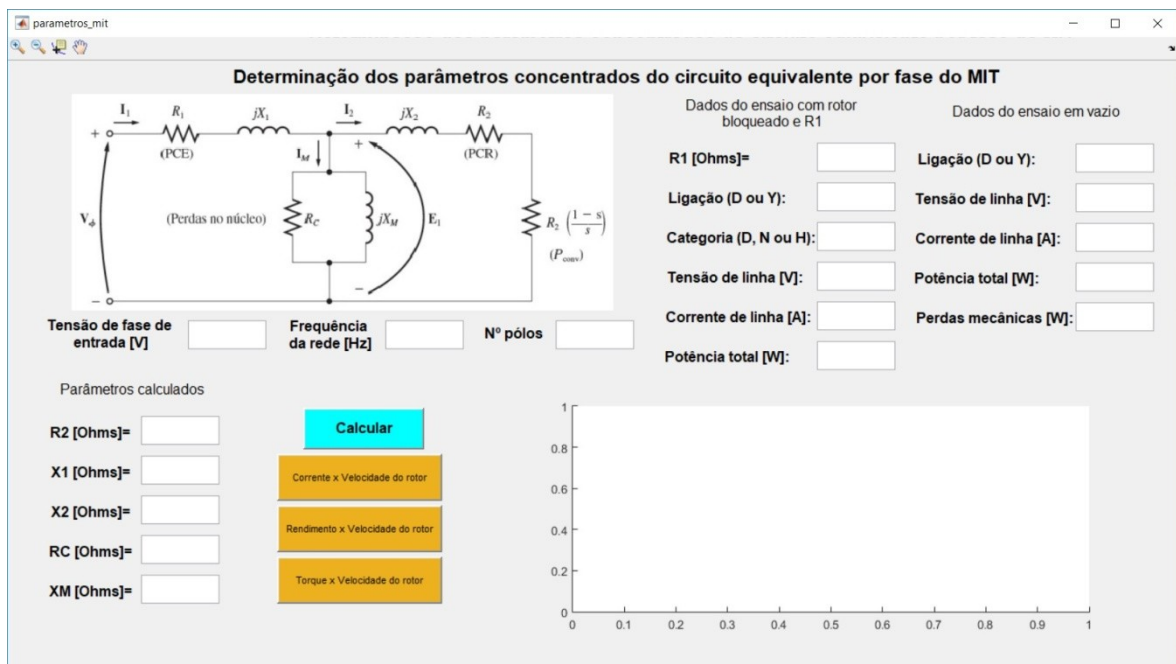 parametros_mit
Determinação dos parâmetros concentrados do circuito equivalente por fase do MIT
I1
R1
jX1
I2
jX2
R2
+
(PCE)
IM
+
(PCR)
Vϕ
(Perdas no núcleo)
RC
jXM
E1
R2 (1 − s / s)
(Pconv)
−
−
Tensão de fase de
entrada [V]
Frequência
da rede [Hz]
Nº pólos
Dados do ensaio com rotor
bloqueado e R1
R1 [Ohms]=
Ligação (D ou Y):
Categoria (D, N ou H):
Tensão de linha [V]:
Corrente de linha [A]:
Potência total [W]:
Dados do ensaio em vazio
Ligação (D ou Y):
Tensão de linha [V]:
Corrente de linha [A]:
Potência total [W]:
Perdas mecânicas [W]:
Parâmetros calculados
R2 [Ohms]=
X1 [Ohms]=
X2 [Ohms]=
RC [Ohms]=
XM [Ohms]=
Calcular
Corrente x Velocidade do rotor
Rendimento x Velocidade do rotor
Torque x Velocidade do rotor
1
0.8
0.6
0.4
0.2
0
0 0.1 0.2 0.3 0.4 0.5 0.6 0.7 0.8 0.9 1